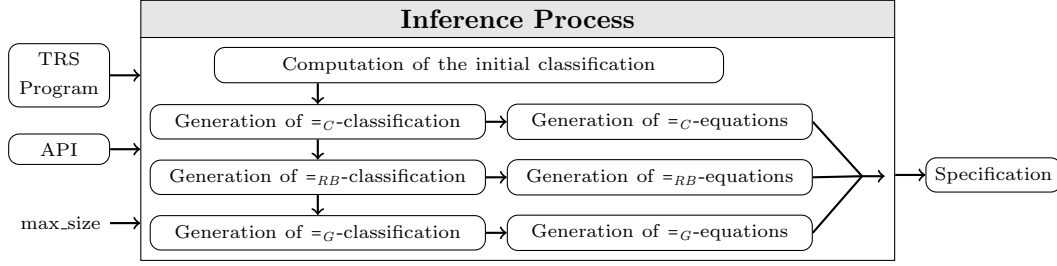 Inference Process
TRS
Program
API
max_size
Computation of the initial classification
Generation of =C-classification
Generation of =C-equations
Generation of =RB-classification
Generation of =RB-equations
Generation of =G-classification
Generation of =G-equations
Specification